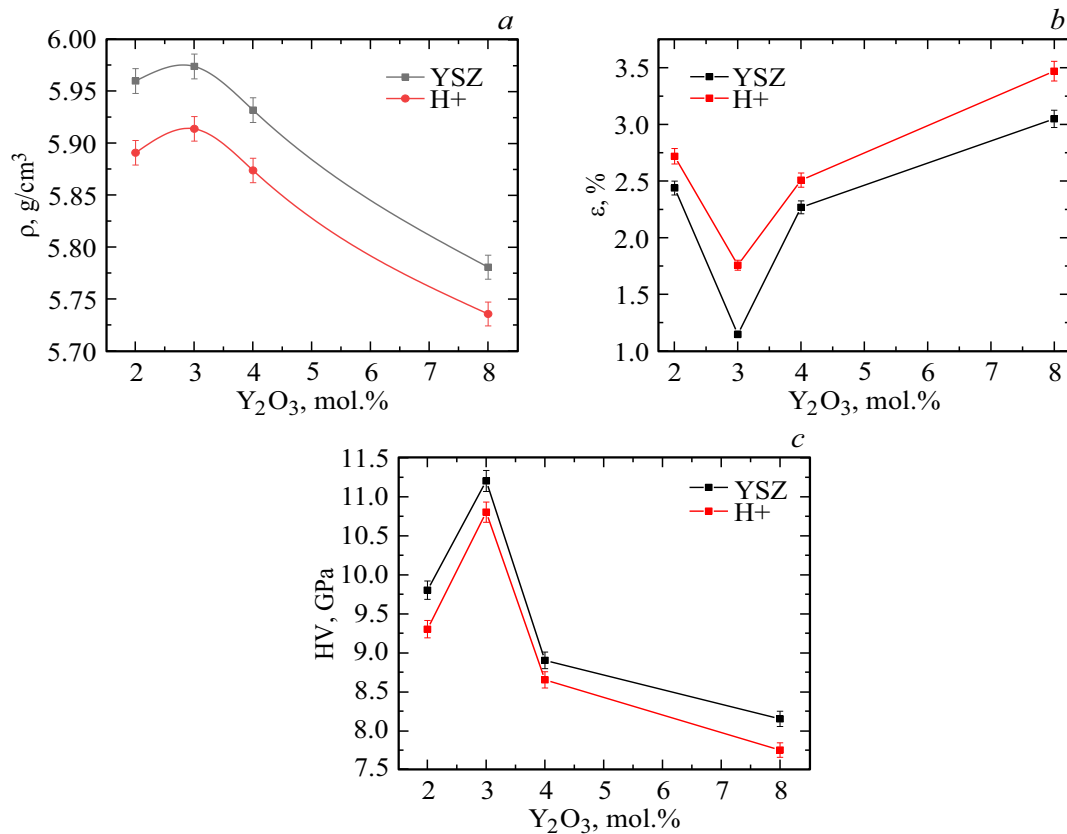 a
6.00
5.95
5.90
5.85
5.80
5.75
5.70
ρ, g/cm³
YSZ
H+
2 3 4 5 6 7 8
Y₂O₃, mol.%
b
3.5
3.0
2.5
2.0
1.5
1.0
ε, %
YSZ
H+
2 3 4 5 6 7 8
Y₂O₃, mol.%
c
11.5
11.0
10.5
10.0
9.5
9.0
8.5
8.0
7.5
HV, GPa
YSZ
H+
2 3 4 5 6 7 8
Y₂O₃, mol.%